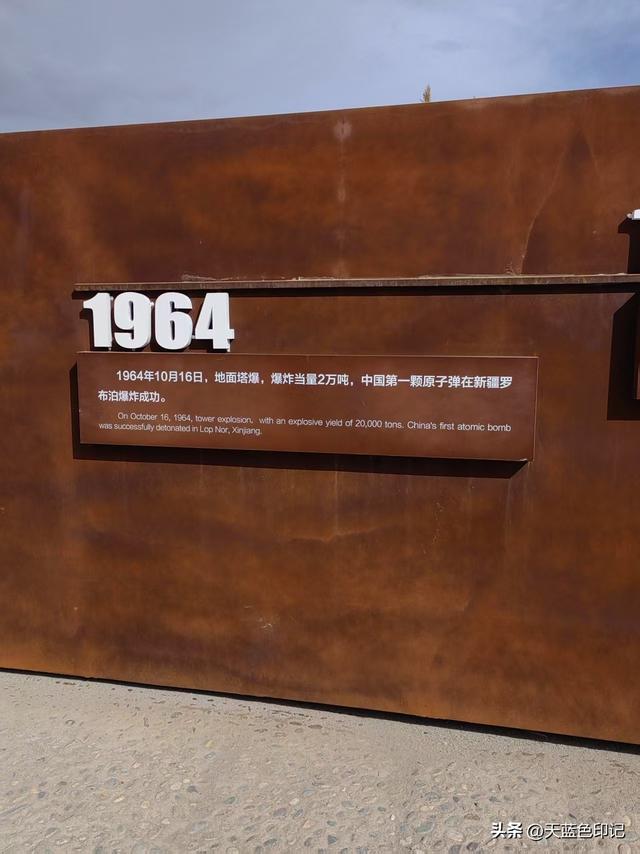 1964
1964年10月16日，地面塔爆，爆炸当量2万吨，中国第一颗原子弹在新疆罗
布泊爆炸成功。
On October 16, 1964, tower explosion, with an explosive yield of 20,000 tons. China's first atomic bomb
was successfully detonated in Lop Nor, Xinjiang.
头条 @天蓝色印记